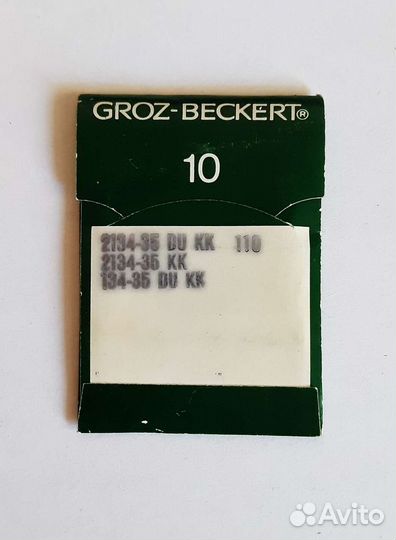 GROZ-BECKERT®
10
2134-35 DU KK 110
2134-35 KK
134-35 DU KK
Avito